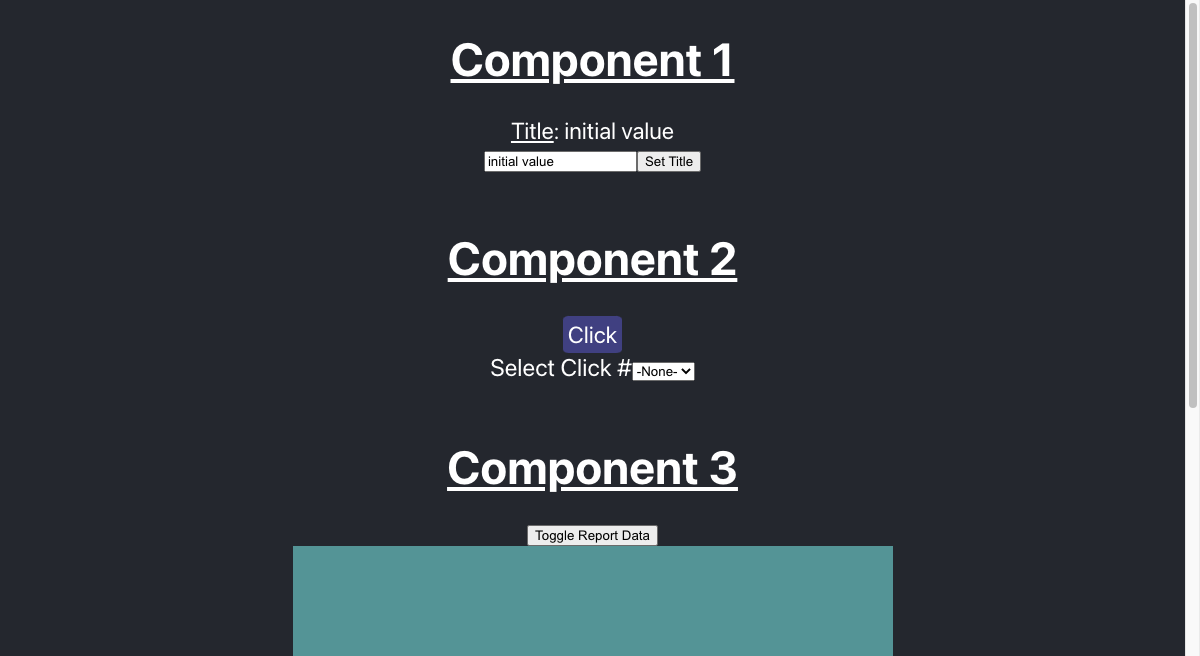 Component 1
Title: initial value
initial value Set Title
Component 2
Click
Select Click # -None-
Component 3
Toggle Report Data